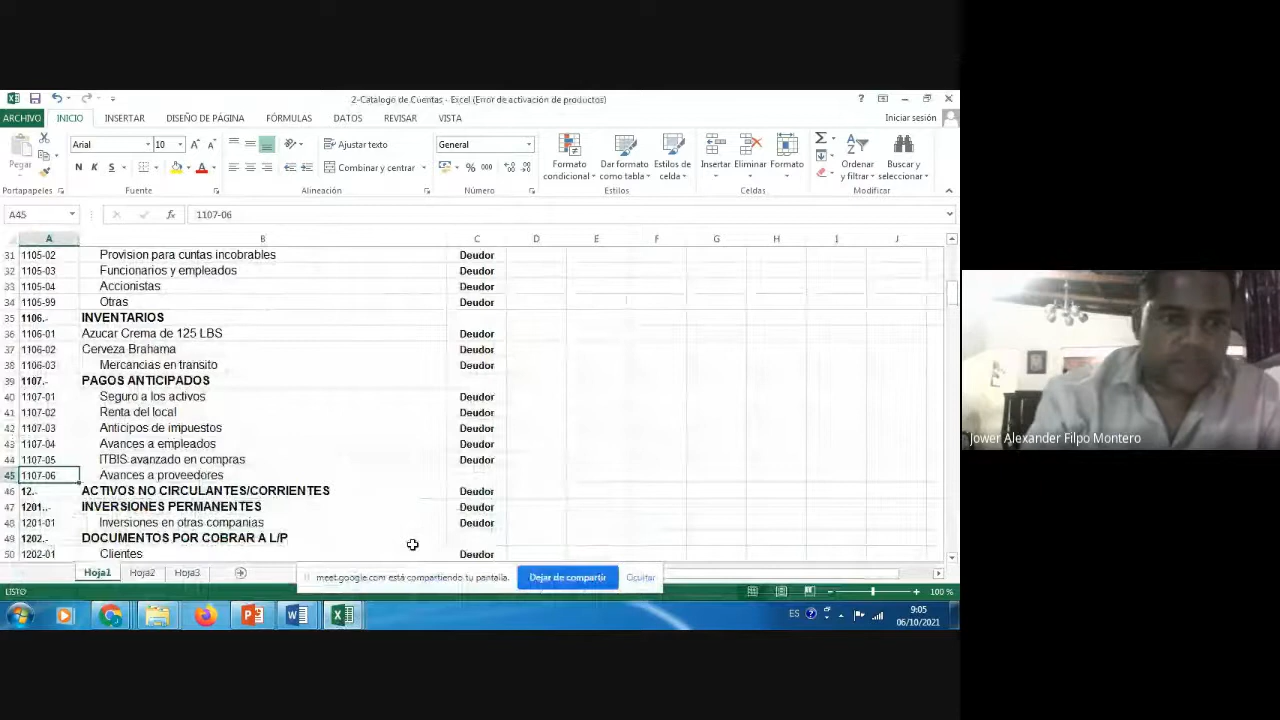 2-Catalogo de Cuentas - Excel (Error de activación de productos)
ARCHIVO INICIO INSERTAR DISEÑO DE PÁGINA FÓRMULAS DATOS REVISAR VISTA Iniciar sesión
Arial 10 Ajustar texto General
Pegar N K S Combinar y centrar % 000 Formato condicional Dar formato como tabla Estilos de celda Insertar Eliminar Formato Ordenar y filtrar Buscar y seleccionar
Portapapeles Fuente Alineación Número Estilos Celdas Modificar
A45 fx 1107-06
A B C D E F G H I J
31 1105-02 Provision para cuntas incobrables Deudor
32 1105-03 Funcionarios y empleados Deudor
33 1105-04 Accionistas Deudor
34 1105-99 Otras Deudor
35 1106.- INVENTARIOS
36 1106-01 Azucar Crema de 125 LBS Deudor
37 1106-02 Cerveza Brahama Deudor
38 1106-03 Mercancias en transito Deudor
39 1107.- PAGOS ANTICIPADOS
40 1107-01 Seguro a los activos Deudor
41 1107-02 Renta del local Deudor
42 1107-03 Anticipos de impuestos Deudor
43 1107-04 Avances a empleados Deudor
44 1107-05 ITBIS avanzado en compras Deudor
45 1107-06 Avances a proveedores
46 12.- ACTIVOS NO CIRCULANTES/CORRIENTES Deudor
47 1201..- INVERSIONES PERMANENTES Deudor
48 1201-01 Inversiones en otras companias Deudor
49 1202.- DOCUMENTOS POR COBRAR A L/P
50 1202-01 Clientes Deudor
Hoja1 Hoja2 Hoja3
meet.google.com está compartiendo tu pantalla. Dejar de compartir Ocultar
LISTO 100 %
ES 9:05
06/10/2021
Jower Alexander Filpo Montero